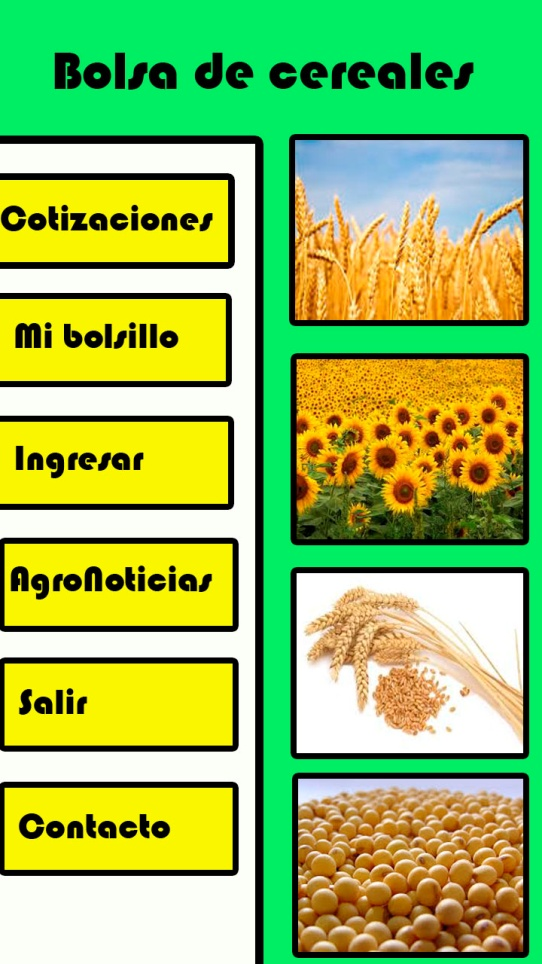 Bolsa de cereales
Cotizaciones
Mi bolsillo
Ingresar
AgroNoticias
Salir
Contacto